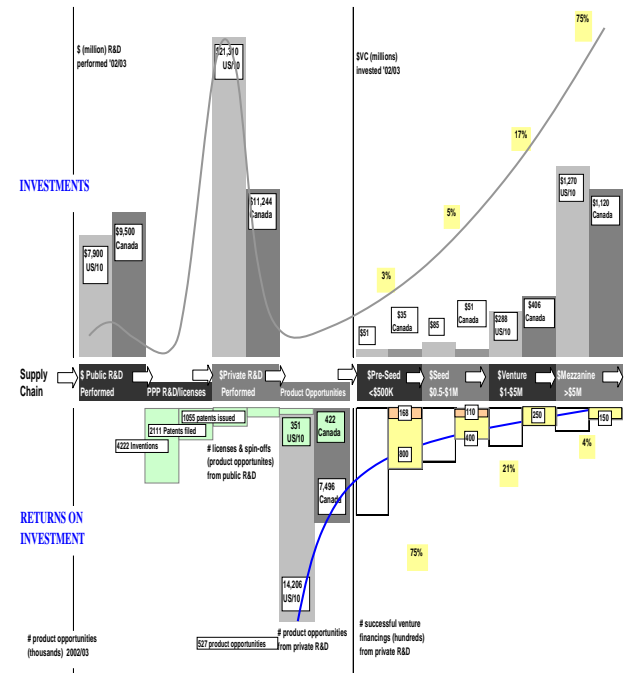 75%
$ (million) R&D
performed '02/03
$VC (millions)
invested '02/03
$21,310
US/10
17%
INVESTMENTS
$1,270
US/10
$1,120
Canada
$11,244
Canada
5%
$9,500
Canada
$7,900
US/10
3%
$51
$35
Canada
$85
$51
Canada
$288
US/10
$406
Canada
Supply
Chain
$ Public R&D
Performed
PPP R&D/licenses
$Private R&D
Performed
Product Opportunities
$Pre-Seed
<$500K
$Seed
$0.5-$1M
$Venture
$1-$5M
$Mezzanine
>$5M
1055 patents issued
2111 Patents filed
4222 Inventions
# licenses & spin-offs
(product opportunites)
from public R&D
351
US/10
422
Canada
168
110
250
150
400
800
4%
21%
7,496
Canada
RETURNS ON
INVESTMENT
75%
14,206
US/10
# product opportunities
(thousands) 2002/03
527 product opportunities
# product opportunities
from private R&D
# successful venture
financings (hundreds)
from private R&D